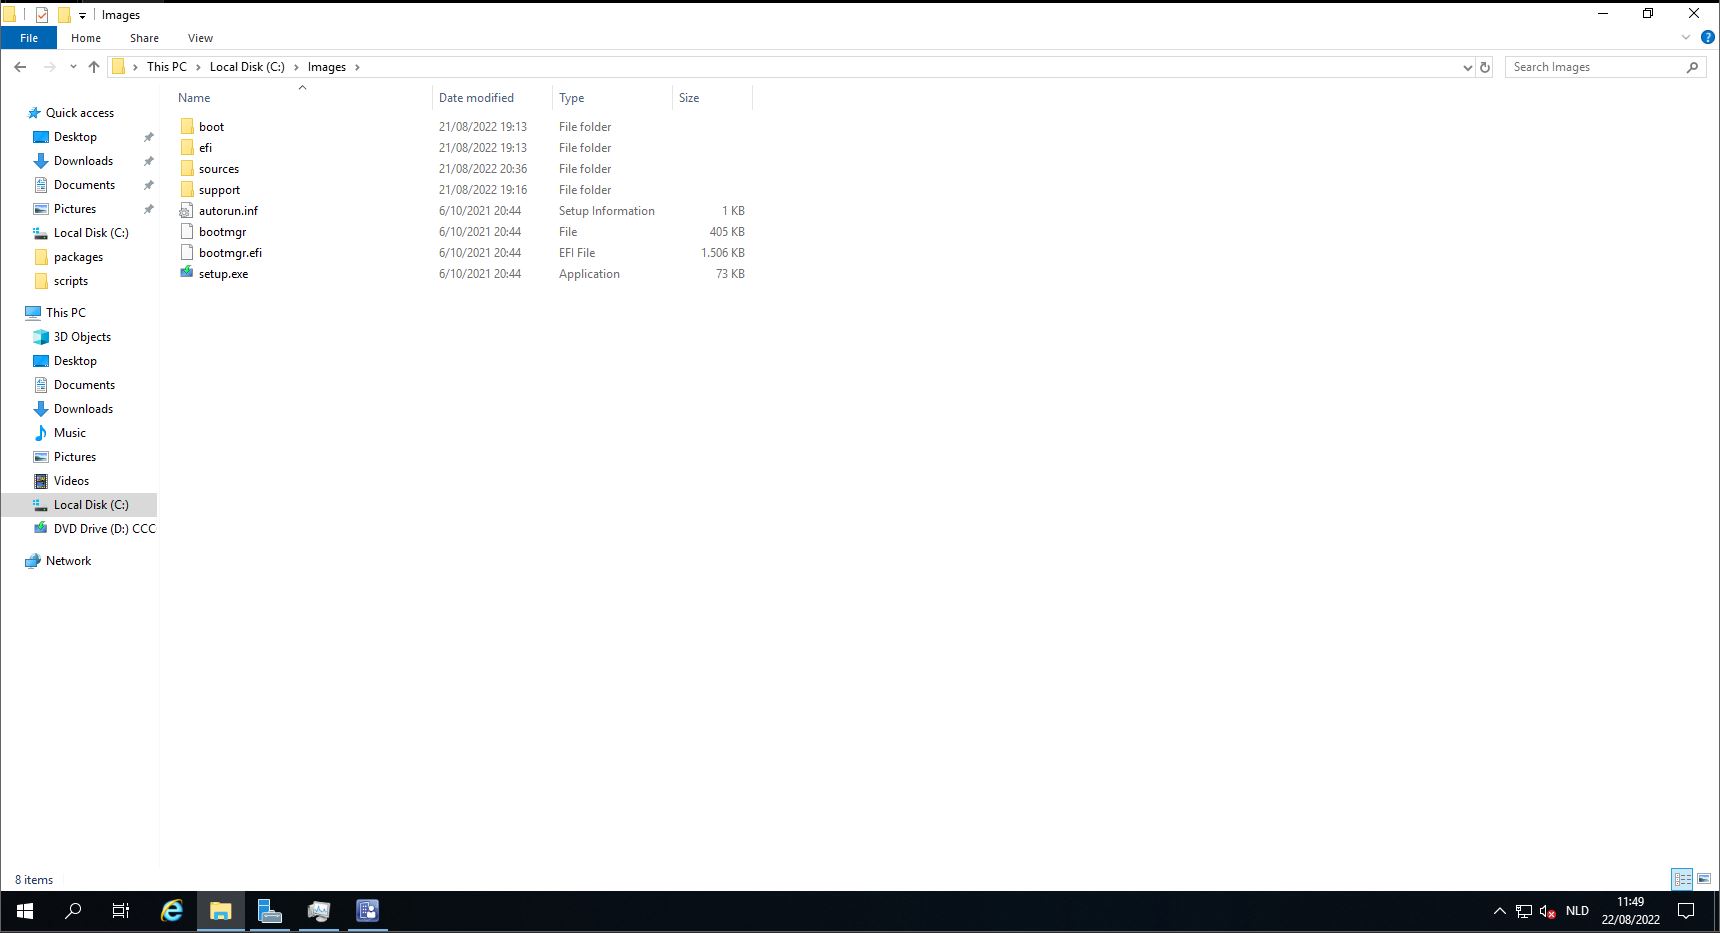 Images
File Home Share View
This PC Local Disk (C:) Images
Search Images
Name Date modified Type Size
Quick access
Desktop
Downloads
Documents
Pictures
Local Disk (C:)
packages
scripts
This PC
3D Objects
Desktop
Documents
Downloads
Music
Pictures
Videos
Local Disk (C:)
DVD Drive (D:) CCC
Network
boot 21/08/2022 19:13 File folder
efi 21/08/2022 19:13 File folder
sources 21/08/2022 20:36 File folder
support 21/08/2022 19:16 File folder
autorun.inf 6/10/2021 20:44 Setup Information 1 KB
bootmgr 6/10/2021 20:44 File 405 KB
bootmgr.efi 6/10/2021 20:44 EFI File 1.506 KB
setup.exe 6/10/2021 20:44 Application 73 KB
8 items
NLD
11:49
22/08/2022